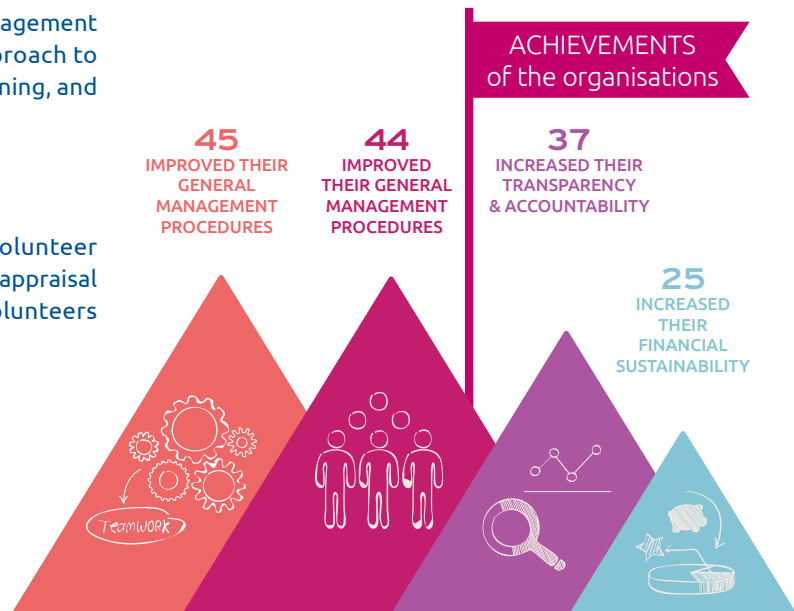 agement
proach to
ning, and
olunteer
appraisal
olunteers
ACHIEVEMENTS
of the organisations
45
IMPROVED THEIR
GENERAL
MANAGEMENT
PROCEDURES
44
IMPROVED
THEIR GENERAL
MANAGEMENT
PROCEDURES
37
INCREASED THEIR
TRANSPARENCY
& ACCOUNTABILITY
25
INCREASED
THEIR
FINANCIAL
SUSTAINABILITY
TEAMWORK